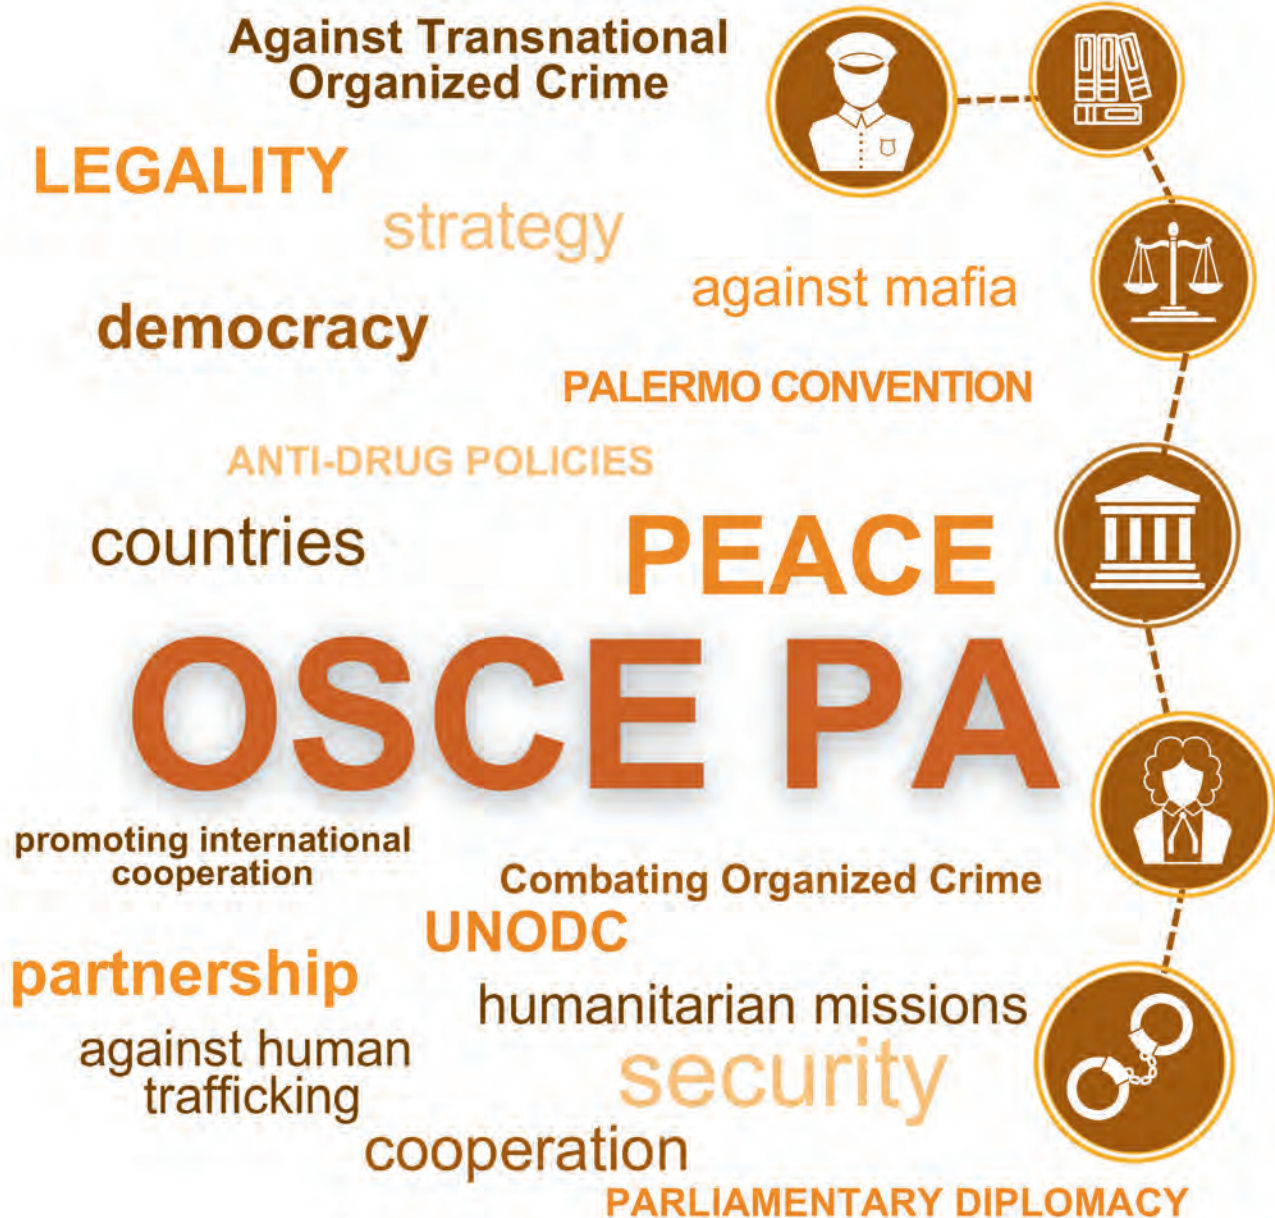 Against Transnational
Organized Crime
LEGALITY
strategy
against mafia
democracy
PALERMO CONVENTION
ANTI-DRUG POLICIES
countries
PEACE
OSCE PA
promoting international
cooperation
Combating Organized Crime
UNODC
partnership
humanitarian missions
against human
trafficking
security
cooperation
PARLIAMENTARY DIPLOMACY